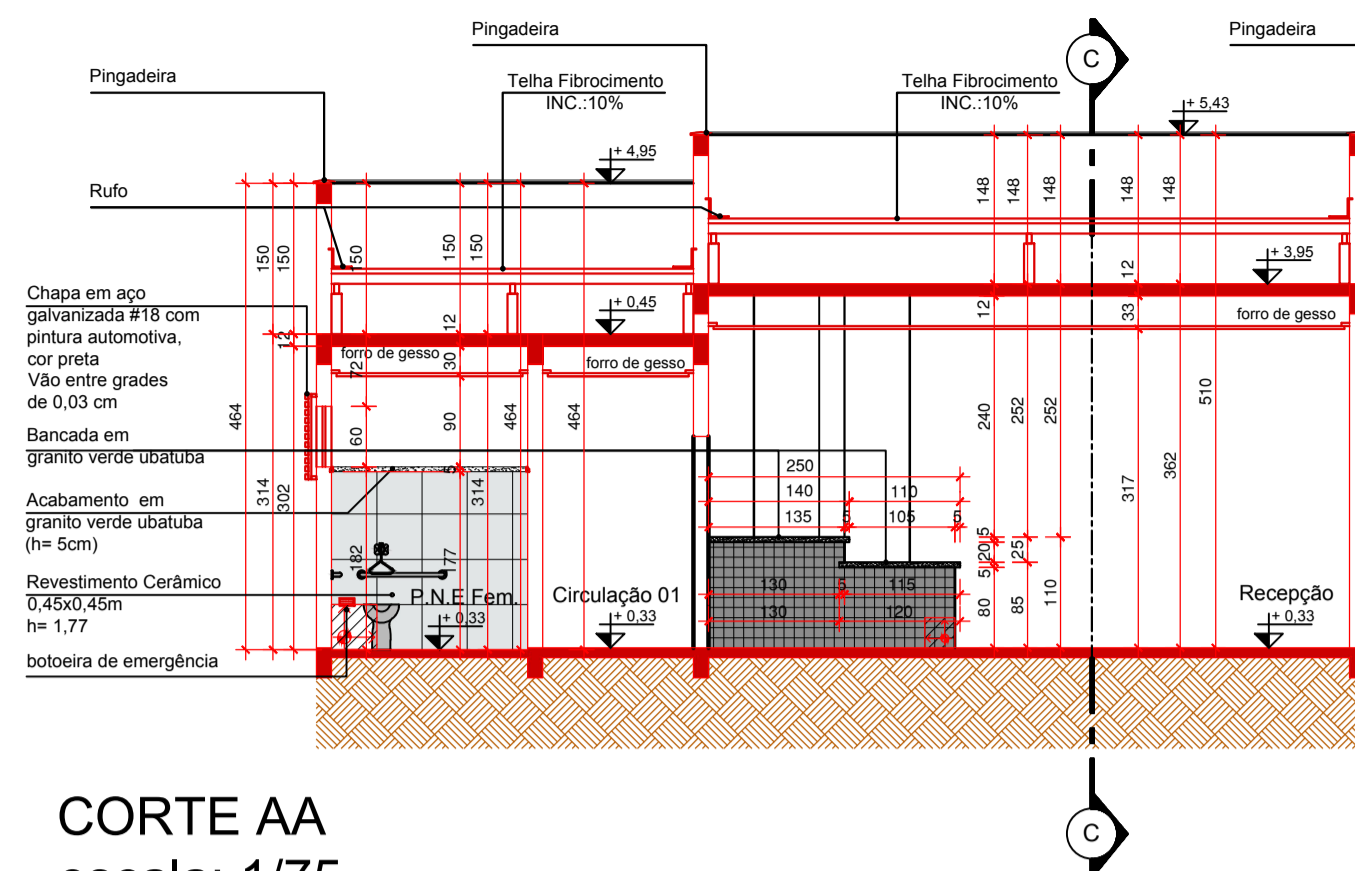 Pingadeira
Pingadeira
Pingadeira
C
Telha Fibrocimento
INC.:10%
Telha Fibrocimento
INC.:10%
+ 5,43
+ 4,95
Rufo
148
148
148
148
148
150
150
150
150
150
+ 3,95
+ 0,45
12
12
12
12
33
forro de gesso
forro de gesso
forro de gesso
Chapa em aço
galvanizada #18 com
pintura automotiva,
cor preta
Vão entre grades
de 0,03 cm
72
30
60
90
464
464
464
240
252
252
510
362
317
Bancada em
granito verde ubatuba
250
140
110
135
5
105
5
314
302
314
5
Acabamento em
granito verde ubatuba
(h= 5cm)
182
177
5
20
5
25
80
85
110
Revestimento Cerâmico
0,45x0,45m
h= 1,77
130
5
115
130
120
P.N.E Fem.
+ 0,33
Circulação 01
+ 0,33
Recepção
+ 0,33
botoeira de emergência
CORTE AA
escala: 1/75
C